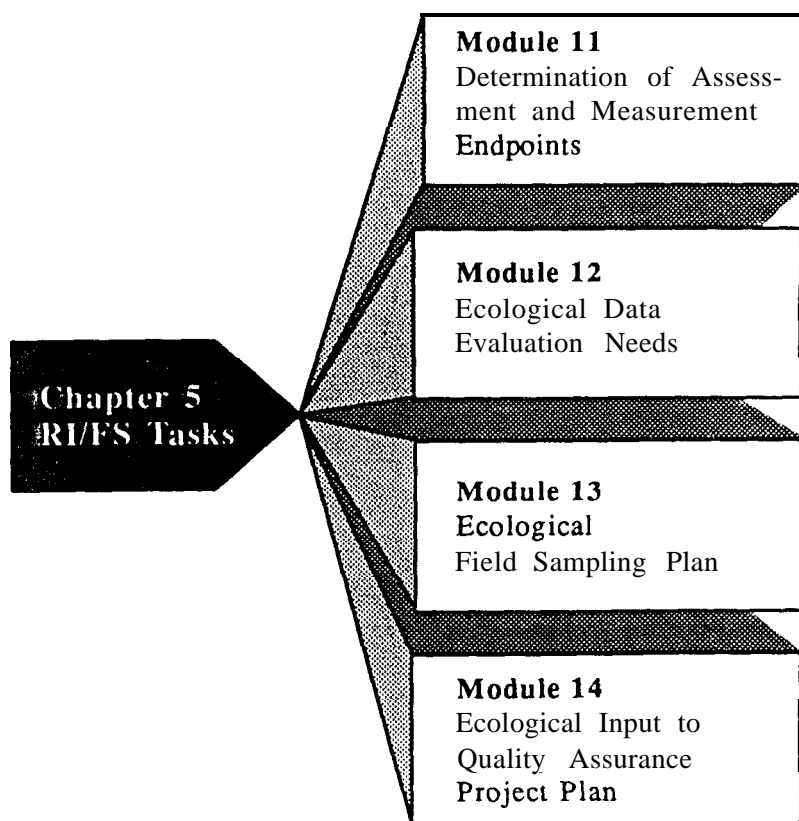 Module 11
Determination of Assess-
ment and Measurement
Endpoints
Module 12
Ecological Data
Evaluation Needs
Chapter 5
RI/FS Tasks
Module 13
Ecological
Field Sampling Plan
Module 14
Ecological Input to
Quality Assurance
Project Plan